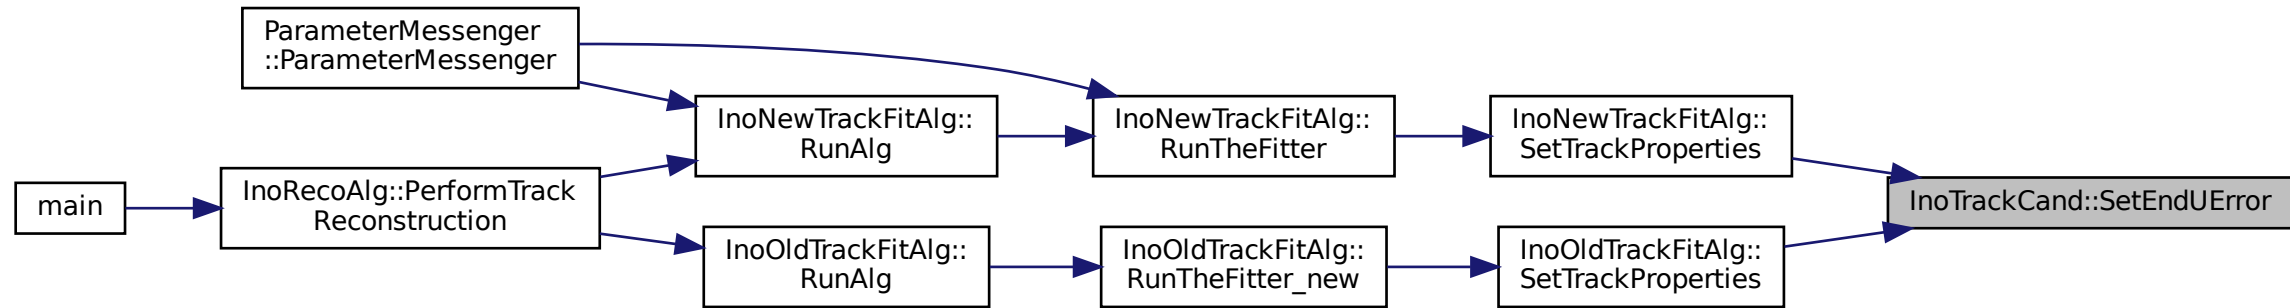 ParameterMessenger
::ParameterMessenger
InoNewTrackFitAlg::
RunAlg
InoNewTrackFitAlg::
RunTheFitter
InoNewTrackFitAlg::
SetTrackProperties
main
InoRecoAlg::PerformTrack
Reconstruction
InoTrackCand::SetEndUError
InoOldTrackFitAlg::
RunAlg
InoOldTrackFitAlg::
RunTheFitter_new
InoOldTrackFitAlg::
SetTrackProperties